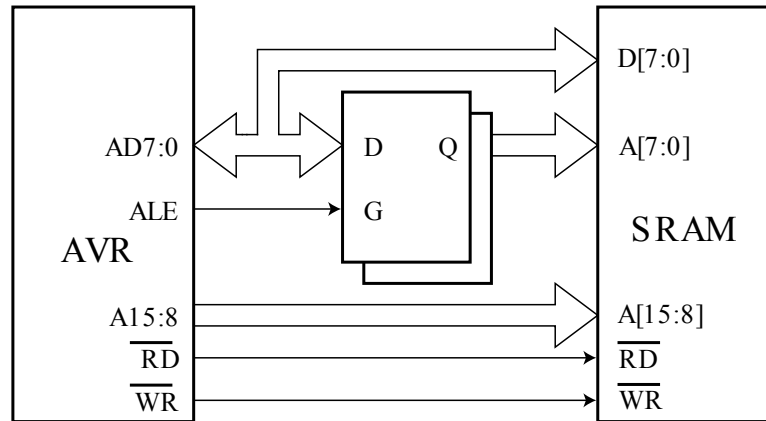 D[7:0]
AD7:0
D
Q
A[7:0]
ALE
G
AVR
SRAM
A15:8
A[15:8]
RD
RD
WR
WR